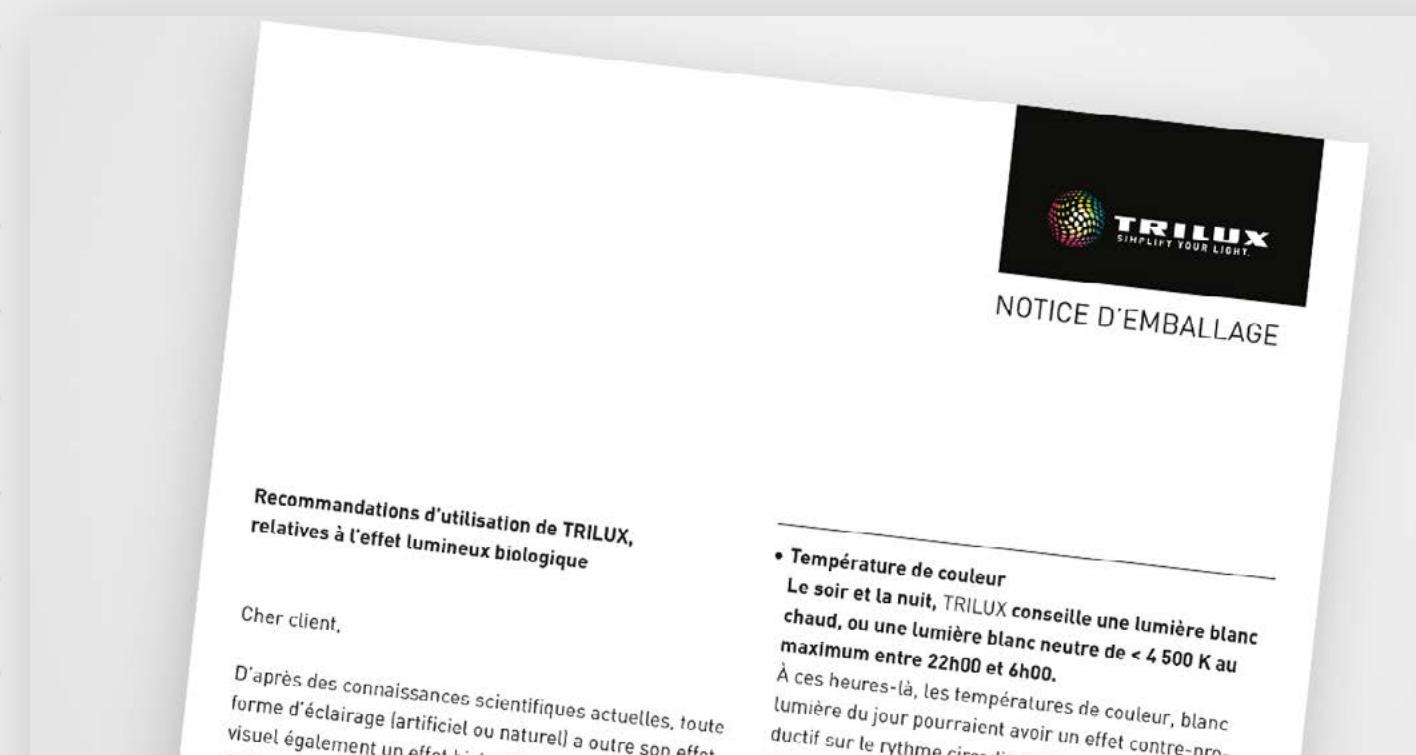 TRILUX
SIMPLIFY YOUR LIGHT.
NOTICE D'EMBALLAGE
Recommandations d'utilisation de TRILUX,
relatives à l'effet lumineux biologique
Cher client,
D'après des connaissances scientifiques actuelles, toute
forme d'éclairage (artificiel ou naturel) a outre son effet
visuel également un effet
• Température de couleur
Le soir et la nuit, TRILUX conseille une lumière blanc
chaud, ou une lumière blanc neutre de < 4 500 K au
maximum entre 22h00 et 6h00.
À ces heures-là, les températures de couleur, blanc
lumière du jour pourraient avoir un effet contre-pro-
ductif sur le rythme